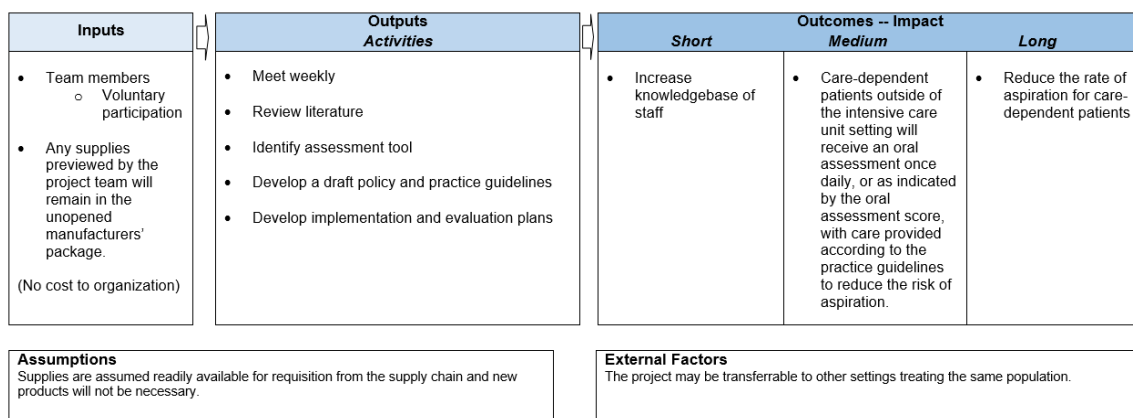 Inputs
• Team members
o Voluntary
participation
• Any supplies
previewed by the
project team will
remain in the
unopened
manufacturers’
package.
(No cost to organization)
Outputs
Activities
• Meet weekly
• Review literature
• Identify assessment tool
• Develop a draft policy and practice guidelines
• Develop implementation and evaluation plans
Outcomes -- Impact
Short Medium Long
• Increase
knowledgebase of
staff
• Care-dependent
patients outside of
the intensive care
unit setting will
receive an oral
assessment once
daily, or as indicated
by the oral
assessment score,
with care provided
according to the
practice guidelines
to reduce the risk of
aspiration.
• Reduce the rate of
aspiration for care-
dependent patients
Assumptions
Supplies are assumed readily available for requisition from the supply chain and new
products will not be necessary.
External Factors
The project may be transferrable to other settings treating the same population.